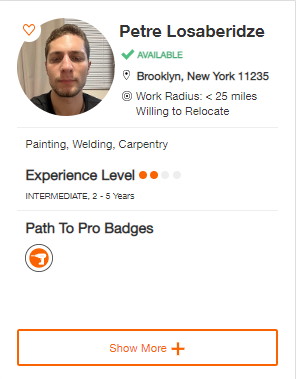 Petre Losaberidze
AVAILABLE
Brooklyn, New York 11235
Work Radius: < 25 miles
Willing to Relocate
Painting, Welding, Carpentry
Experience Level
INTERMEDIATE, 2 - 5 Years
Path To Pro Badges
Show More +